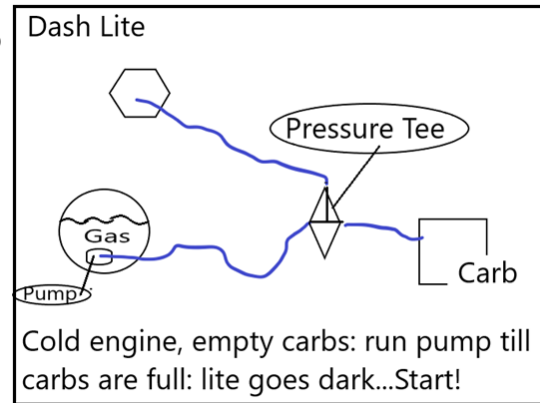 Dash Lite
Pressure Tee
Gas
Pump
Carb
Cold engine, empty carbs: run pump till
carbs are full: lite goes dark...Start!